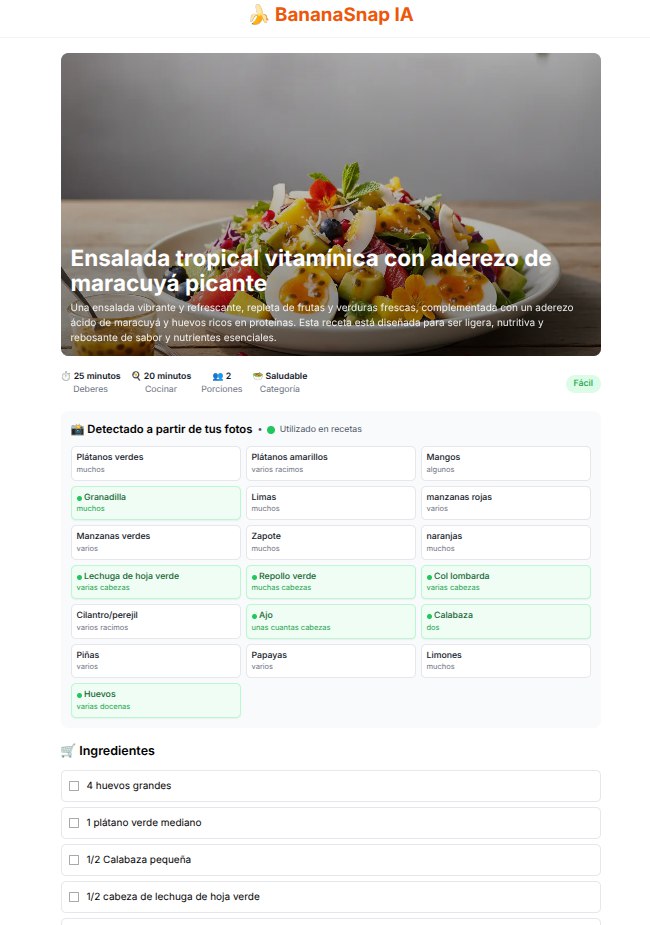 BananaSnap IA
Ensalada tropical vitamínica con aderezo de
maracuyá picante
Una ensalada vibrante y refrescante, repleta de frutas y verduras frescas, complementada con un aderezo
ácido de maracuyá y huevos ricos en proteínas. Esta receta está diseñada para ser ligera, nutritiva y
rebosante de sabor y nutrientes esenciales.
25 minutos
Deberes
20 minutos
Cocinar
2
Porciones
Saludable
Categoría
Fácil
Detectado a partir de tus fotos • Utilizado en recetas
Plátanos verdes
muchos
Plátanos amarillos
varios racimos
Mangos
algunos
Granadilla
muchos
Limas
muchos
manzanas rojas
varios
Manzanas verdes
varios
Zapote
muchos
naranjas
muchos
Lechuga de hoja verde
varias cabezas
Repollo verde
muchas cabezas
Col lombarda
varias cabezas
Cilantro/perejil
varios racimos
Ajo
unas cuantas cabezas
Calabaza
dos
Piñas
varios
Papayas
varios
Limones
muchos
Huevos
varias docenas
Ingredientes
4 huevos grandes
1 plátano verde mediano
1/2 Calabaza pequeña
1/2 cabeza de lechuga de hoja verde